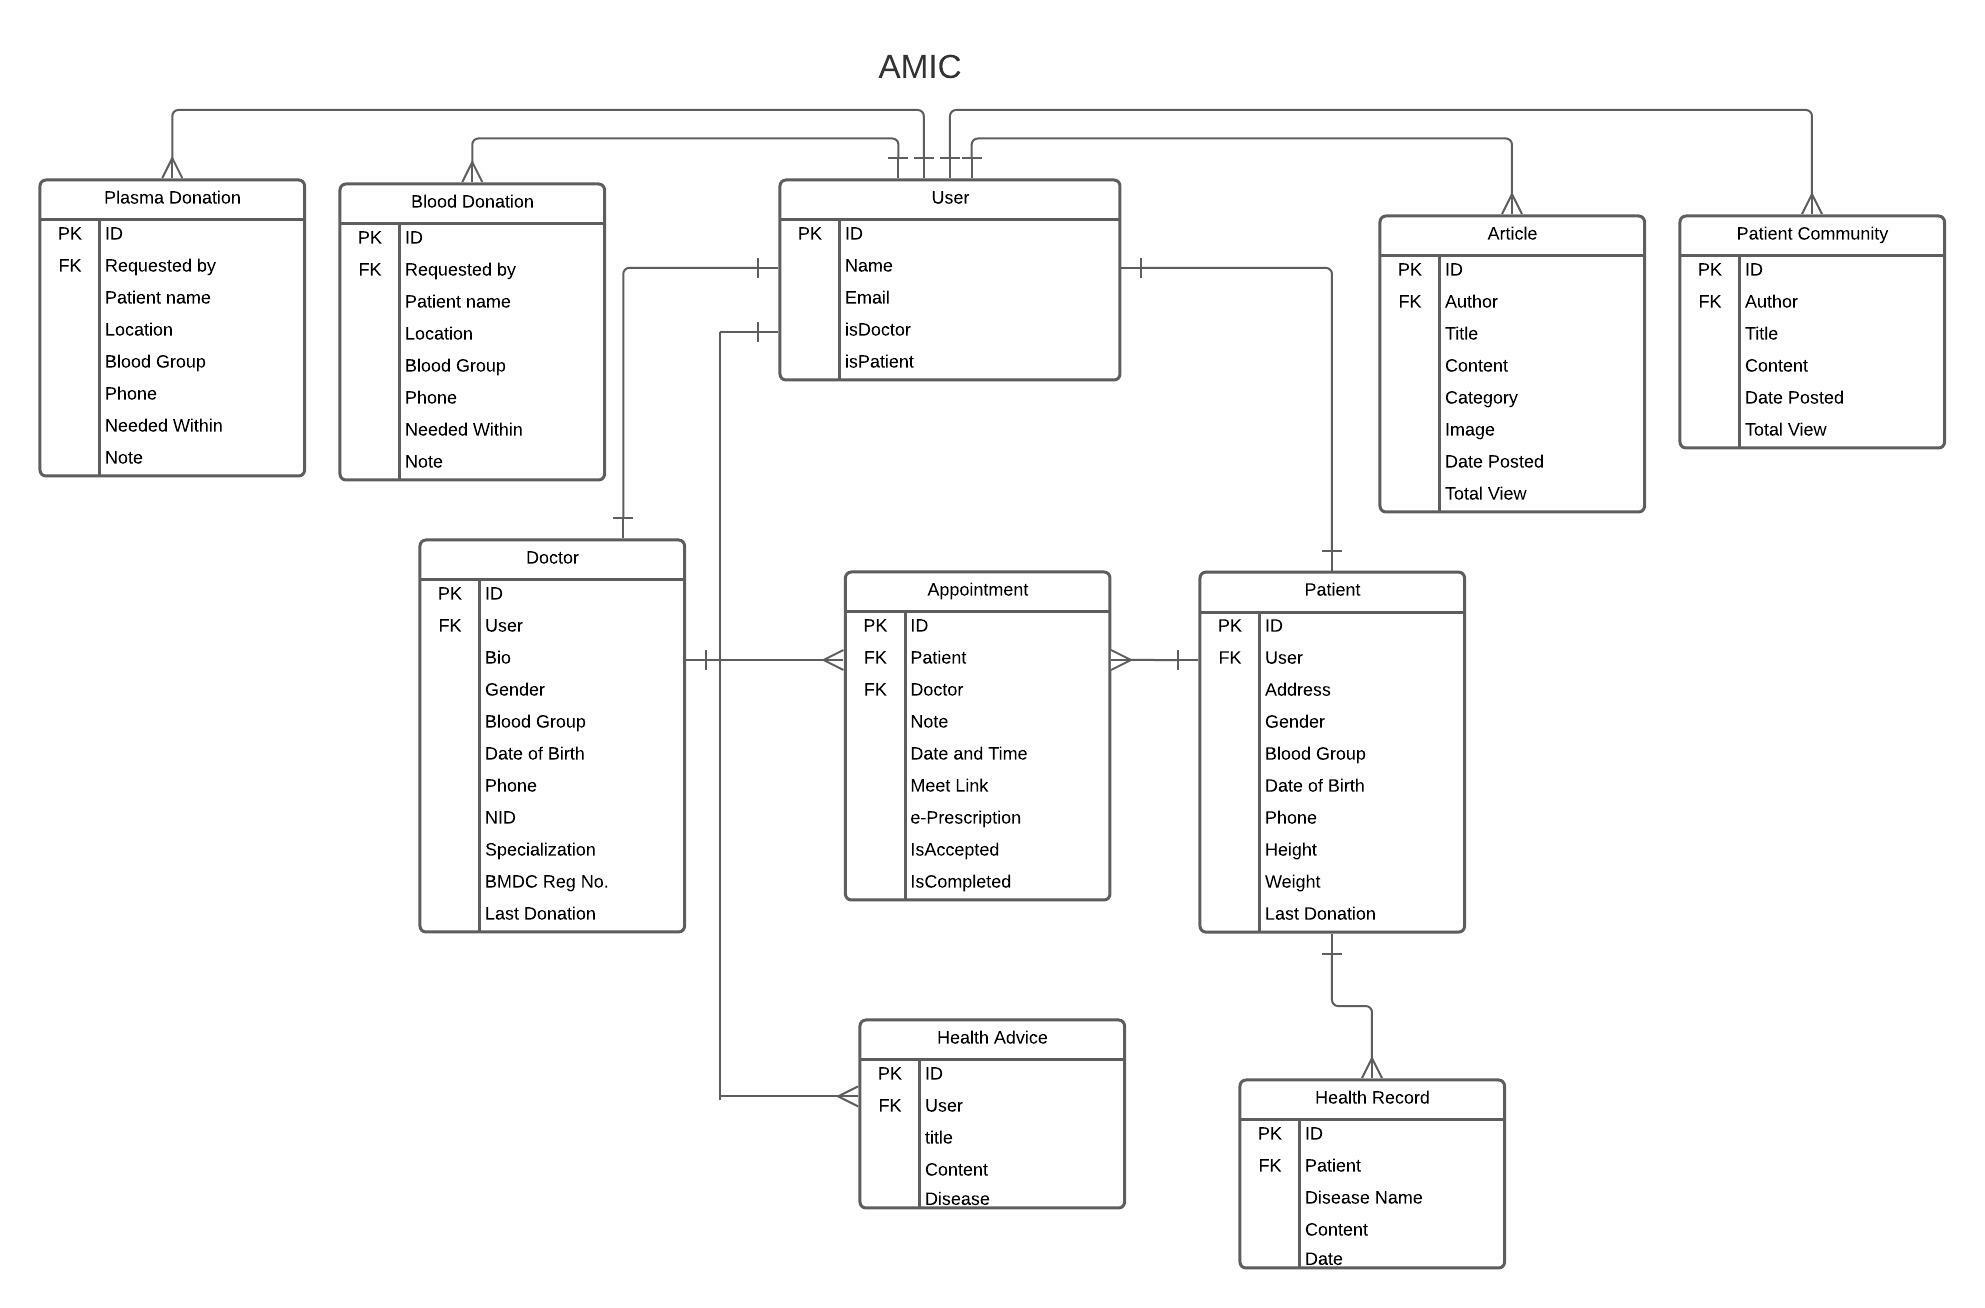 AMIC
Plasma Donation
PK ID
FK Requested by
Patient name
Location
Blood Group
Phone
Needed Within
Note
Blood Donation
PK ID
FK Requested by
Patient name
Location
Blood Group
Phone
Needed Within
Note
User
PK ID
Name
Email
isDoctor
isPatient
Article
PK ID
FK Author
Title
Content
Category
Image
Date Posted
Total View
Patient Community
PK ID
FK Author
Title
Content
Date Posted
Total View
Doctor
PK ID
FK User
Bio
Gender
Blood Group
Date of Birth
Phone
NID
Specialization
BMDC Reg No.
Last Donation
Appointment
PK ID
FK Patient
FK Doctor
Note
Date and Time
Meet Link
e-Prescription
IsAccepted
IsCompleted
Patient
PK ID
FK User
Address
Gender
Blood Group
Date of Birth
Phone
Height
Weight
Last Donation
Health Advice
PK ID
FK User
title
Content
Disease
Health Record
PK ID
FK Patient
Disease Name
Content
Date